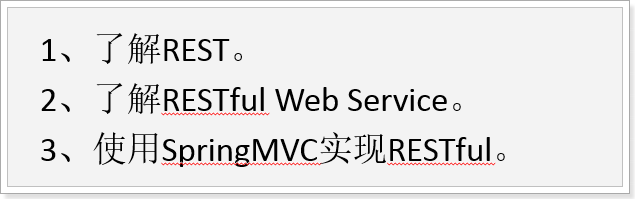 1、了解REST。
2、了解RESTful Web Service。
3、使用SpringMVC实现RESTful。